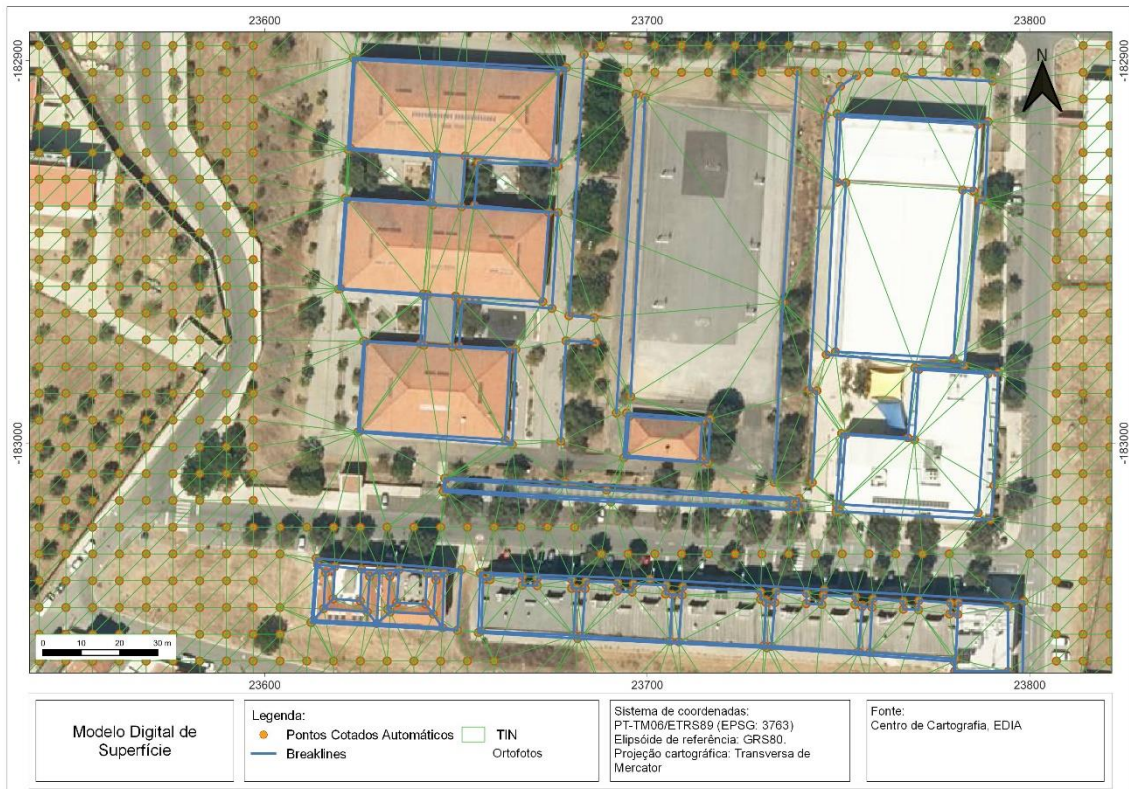 23600 23700 23800
-182900 -182900
N
-183000 -183000
0 10 20 30 m
23600 23700 23800
Modelo Digital de
Superfície
Legenda:
Pontos Cotados Automáticos
TIN
Breaklines
Ortofotos
Sistema de coordenadas:
PT-TM06/ETRS89 (EPSG: 3763)
Elipsóide de referência: GRS80.
Projeção cartográfica: Transversa de
Mercator
Fonte:
Centro de Cartografia, EDIA